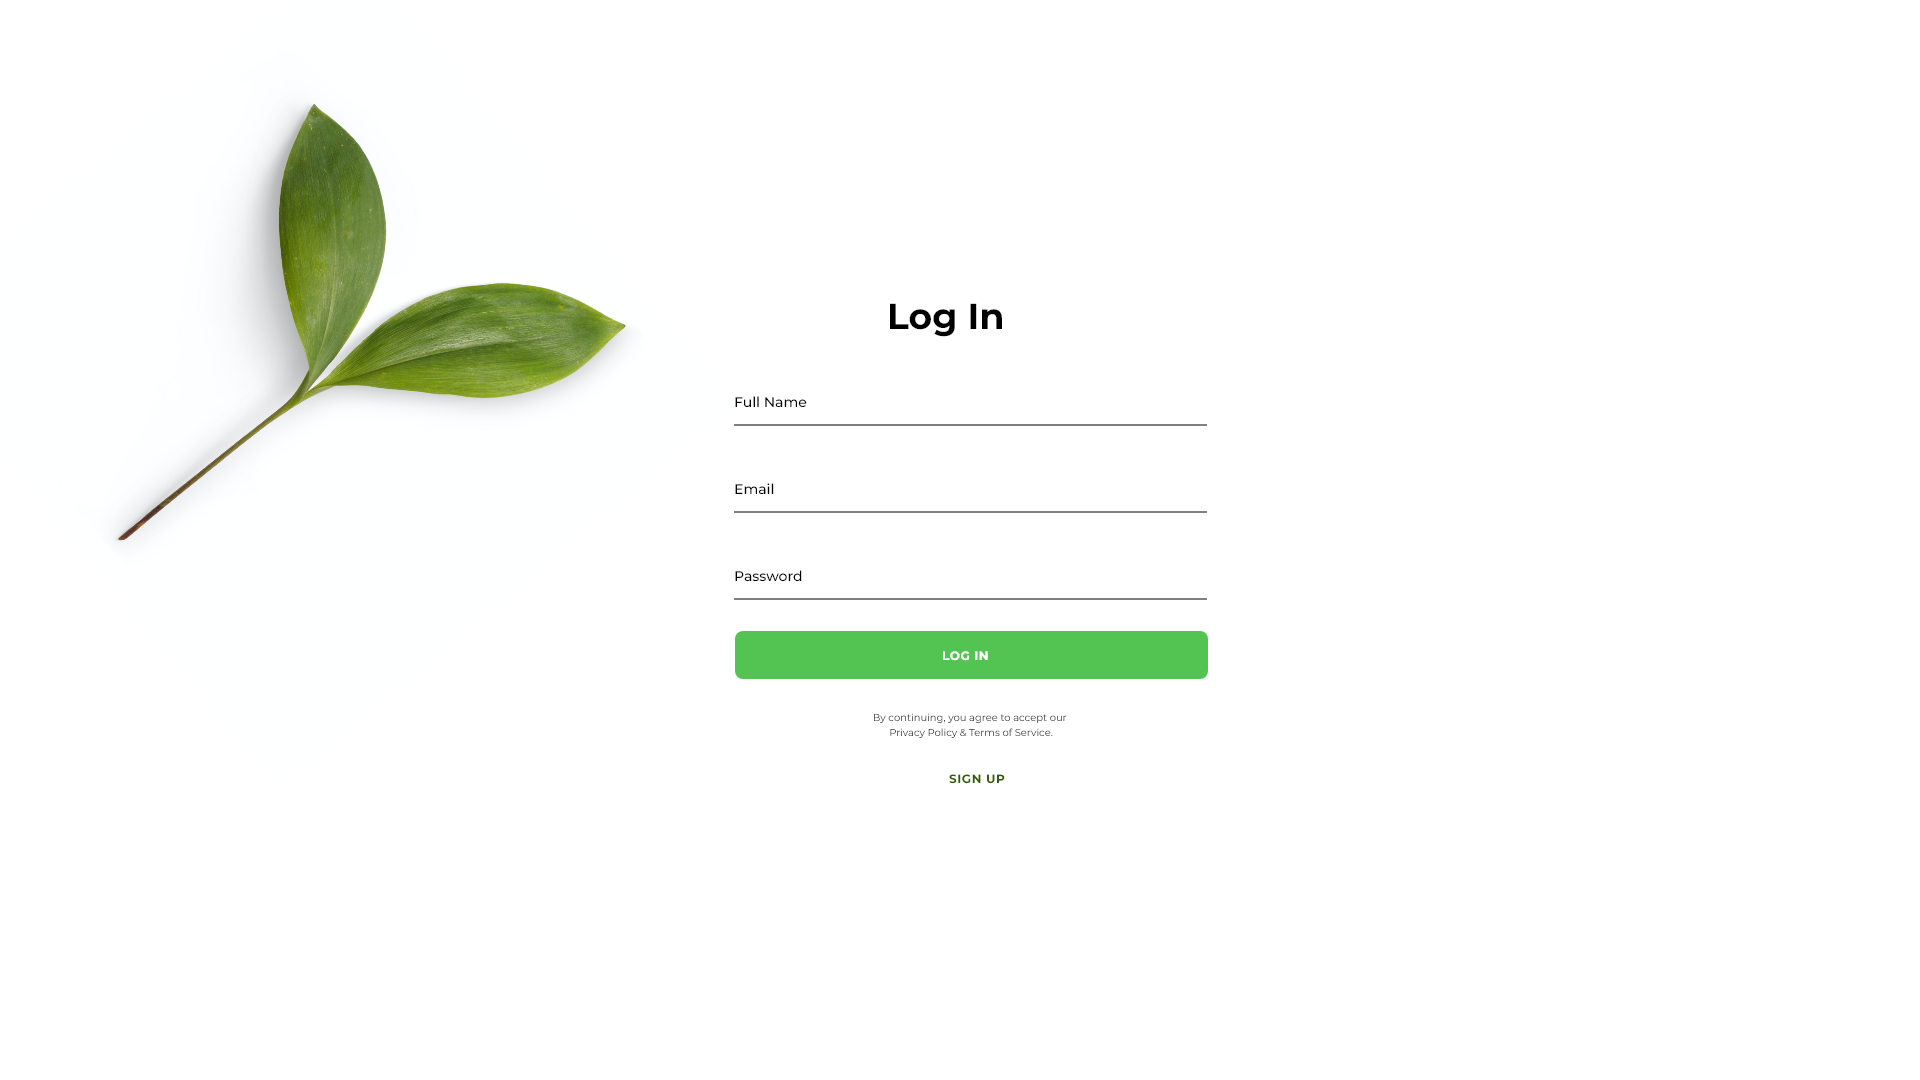 Log In
Full Name
Email
Password
LOG IN
By continuing, you agree to accept our
Privacy Policy & Terms of Service.
SIGN UP